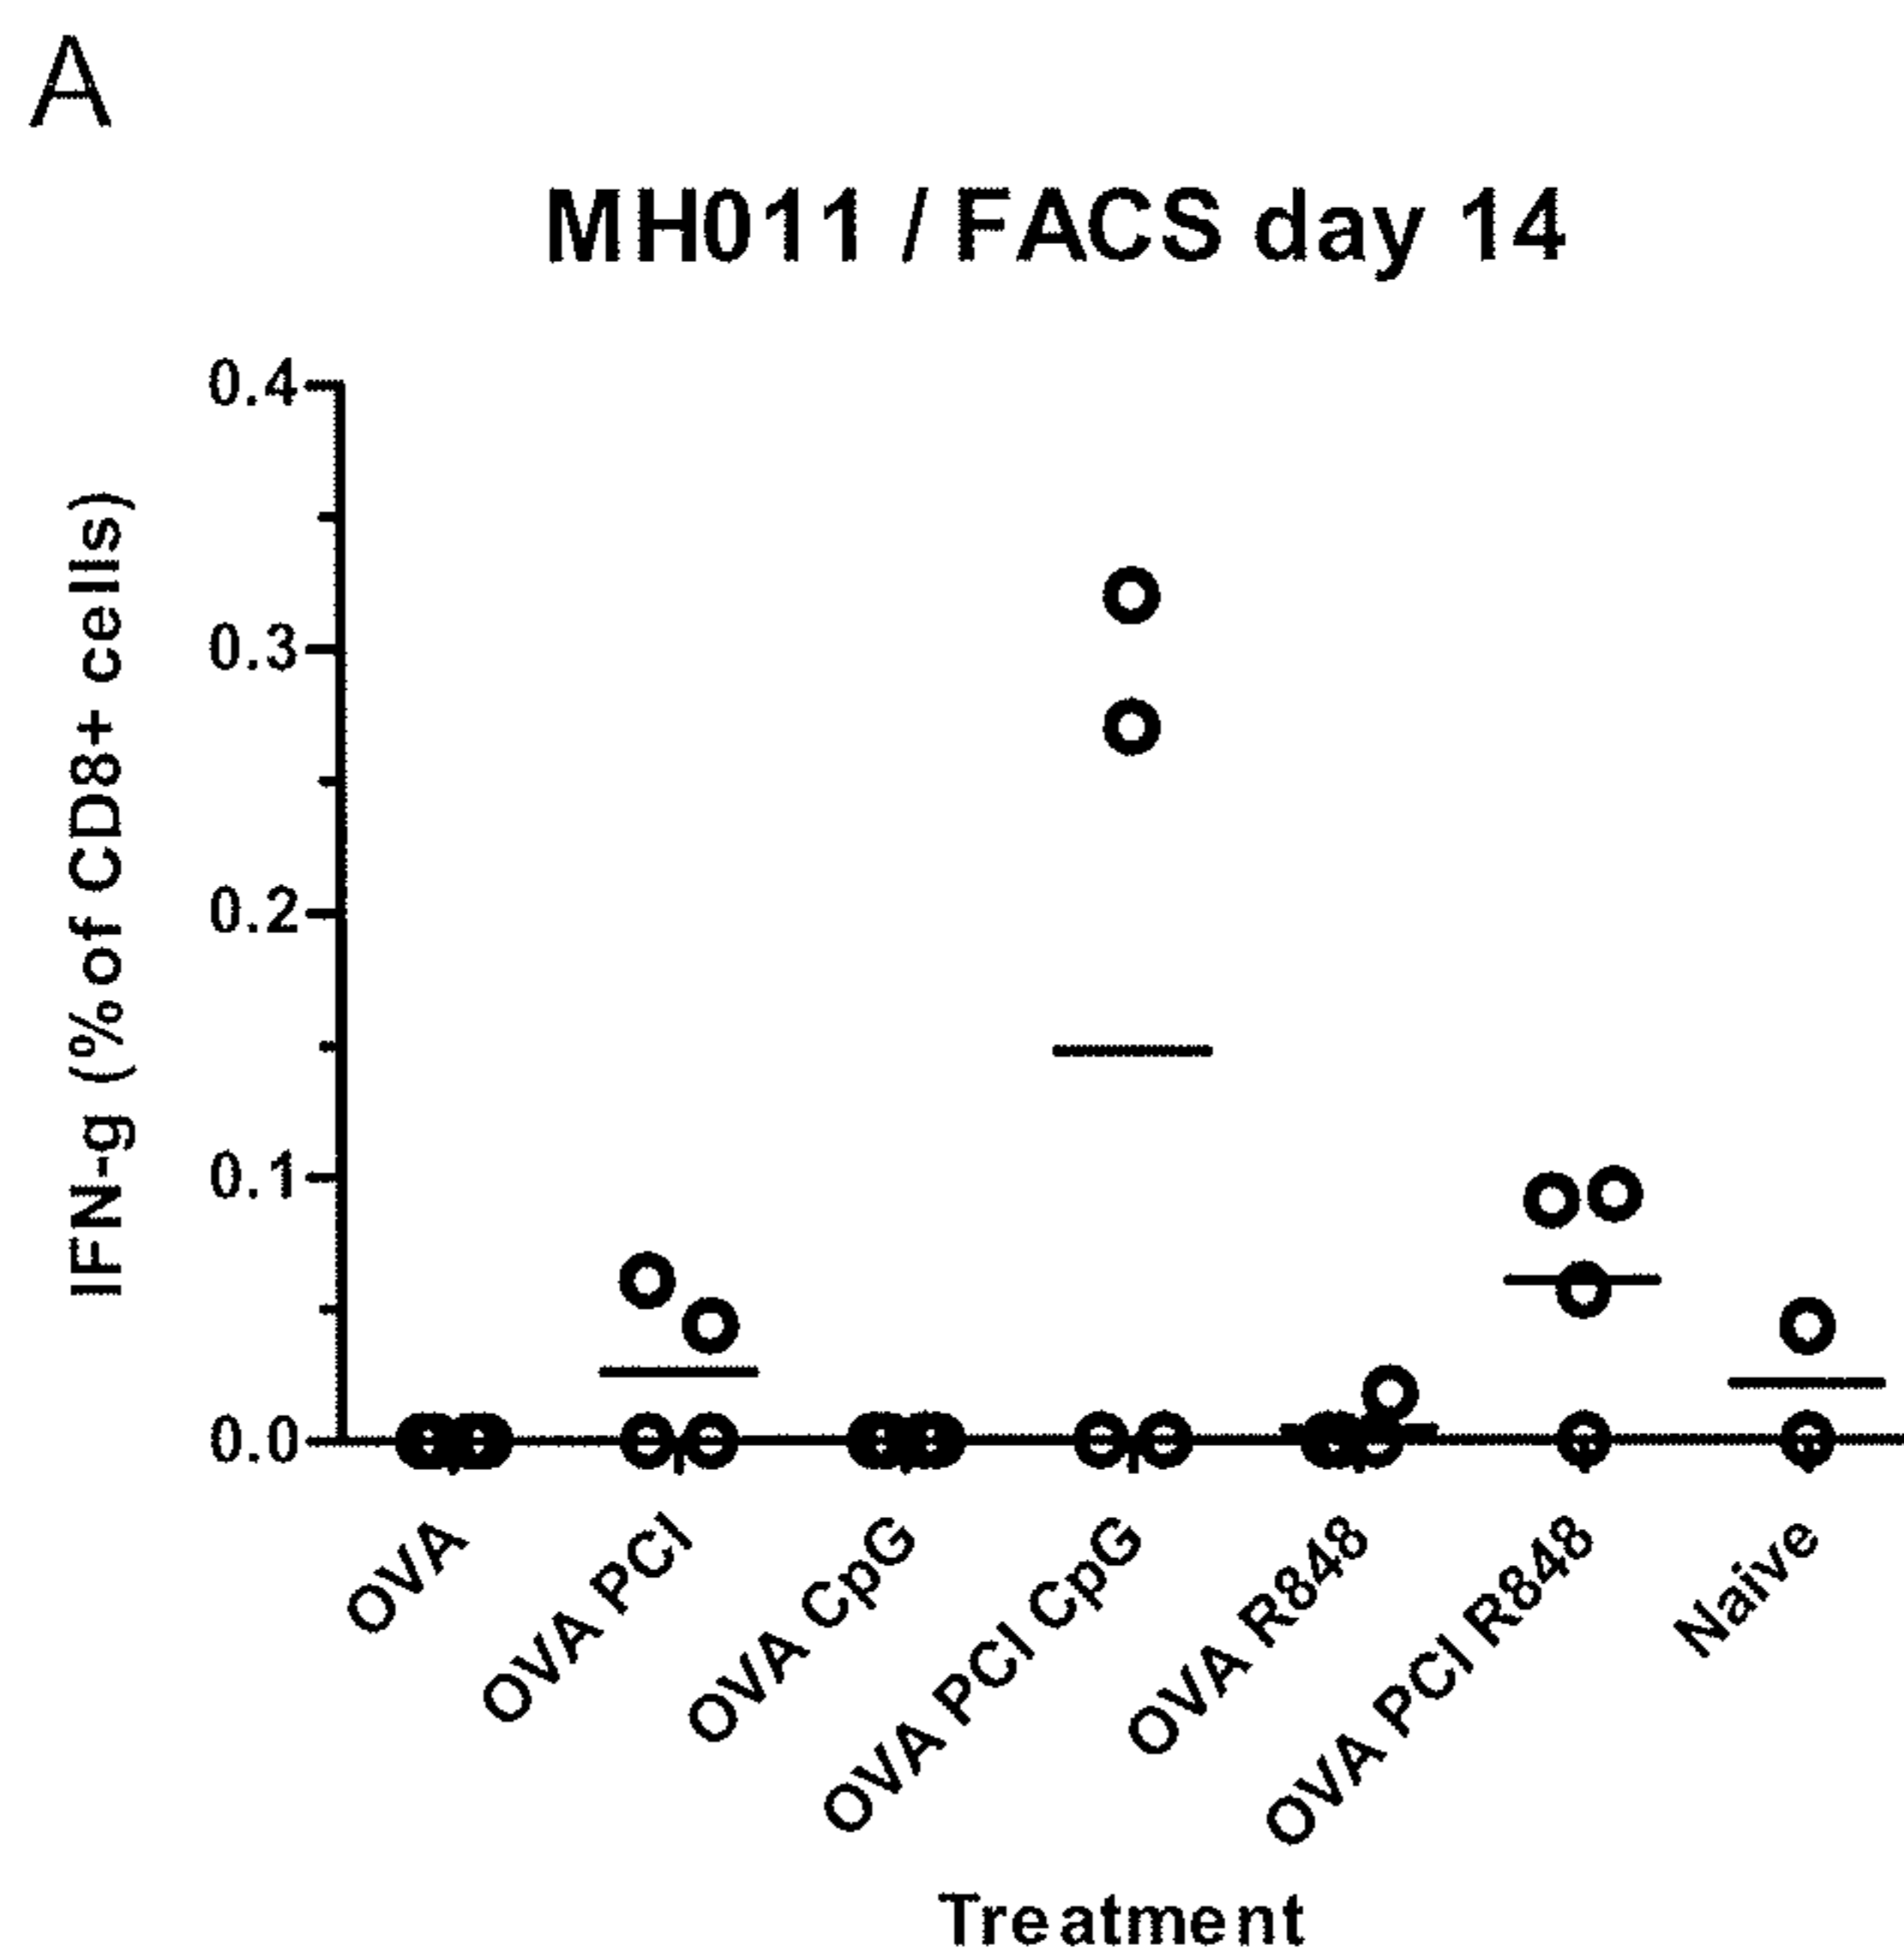 A
MH011 / FACS day 14
IFN-g (% of CD8+ cells)
0.4
0.3
0.2
0.1
0.0
OVA
OVA PCI
OVA CpG
OVA PCI CpG
OVA R848
OVA PCI R848
Naive
Treatment